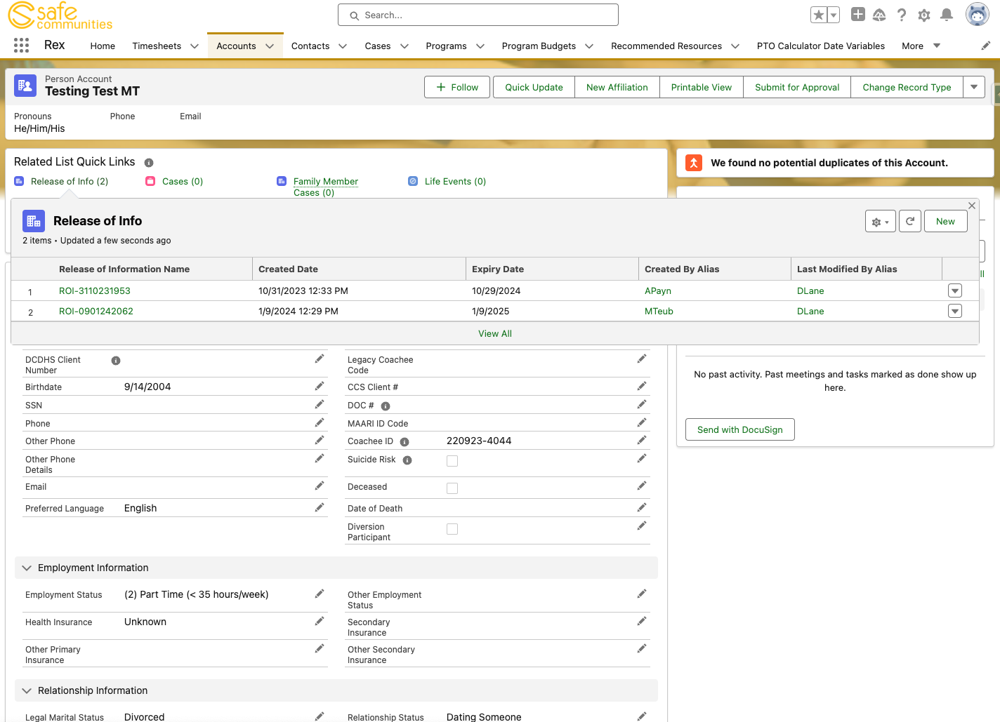 safe
communities
Search...
Rex
Home
Timesheets
Accounts
Contacts
Cases
Programs
Program Budgets
Recommended Resources
PTO Calculator Date Variables
More
Person Account
Testing Test MT
Follow
Quick Update
New Affiliation
Printable View
Submit for Approval
Change Record Type
Pronouns
Phone
Email
He/Him/His
Related List Quick Links
We found no potential duplicates of this Account.
Release of Info (2)
Cases (0)
Family Member
Cases (0)
Life Events (0)
Release of Info
New
2 items • Updated a few seconds ago
Release of Information Name
Created Date
Expiry Date
Created By Alias
Last Modified By Alias
1
ROI-3110231953
10/31/2023 12:33 PM
10/29/2024
APayn
DLane
2
ROI-0901242062
1/9/2024 12:29 PM
1/9/2025
MTeub
DLane
View All
DCDHS Client
Number
Legacy Coachee
Code
Birthdate
9/14/2004
CCS Client #
SSN
DOC #
Phone
MAARI ID Code
Other Phone
Coachee ID
220923-4044
Other Phone
Details
Suicide Risk
Email
Deceased
Preferred Language
English
Date of Death
Diversion
Participant
No past activity. Past meetings and tasks marked as done show up
here.
Send with DocuSign
Employment Information
Employment Status
(2) Part Time (< 35 hours/week)
Other Employment
Status
Health Insurance
Unknown
Secondary
Insurance
Other Primary
Insurance
Other Secondary
Insurance
Relationship Information
Legal Marital Status
Divorced
Relationship Status
Dating Someone